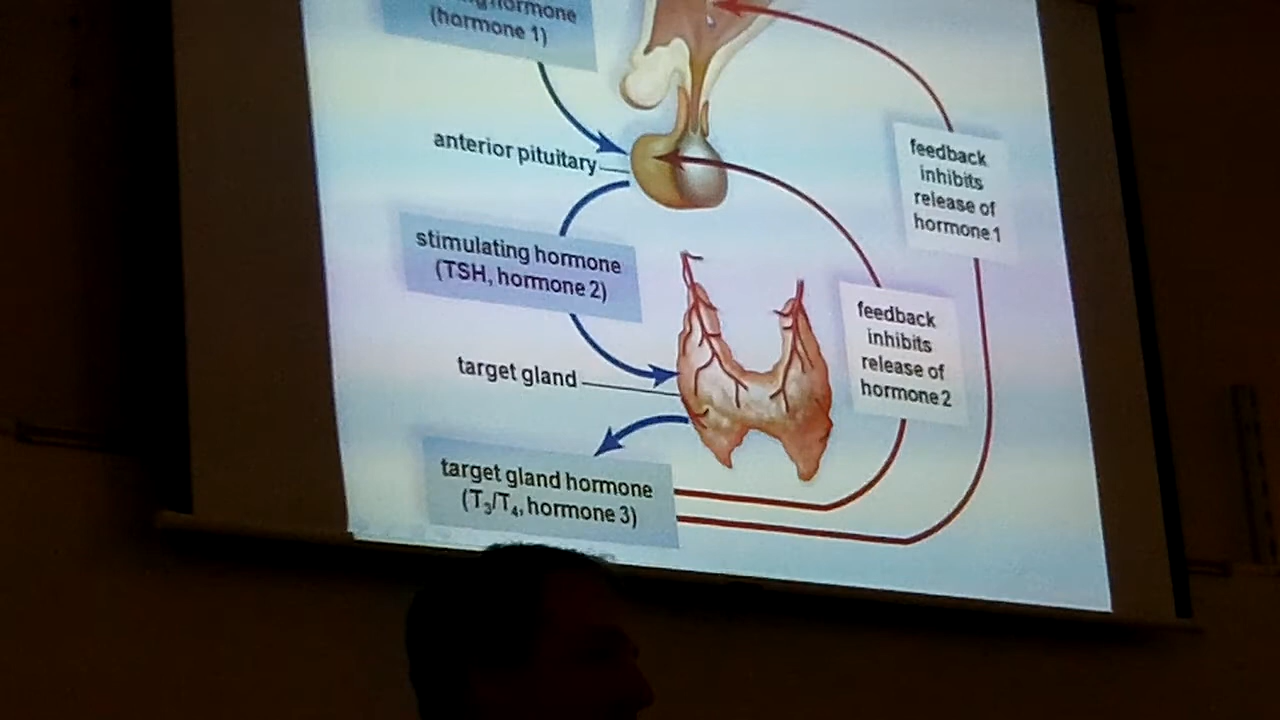 hormone
(hormone 1)
anterior pituitary
feedback
inhibits
release of
hormone 1
stimulating hormone
(TSH, hormone 2)
feedback
inhibits
release of
hormone 2
target gland
target gland hormone
(T₃/T₄, hormone 3)